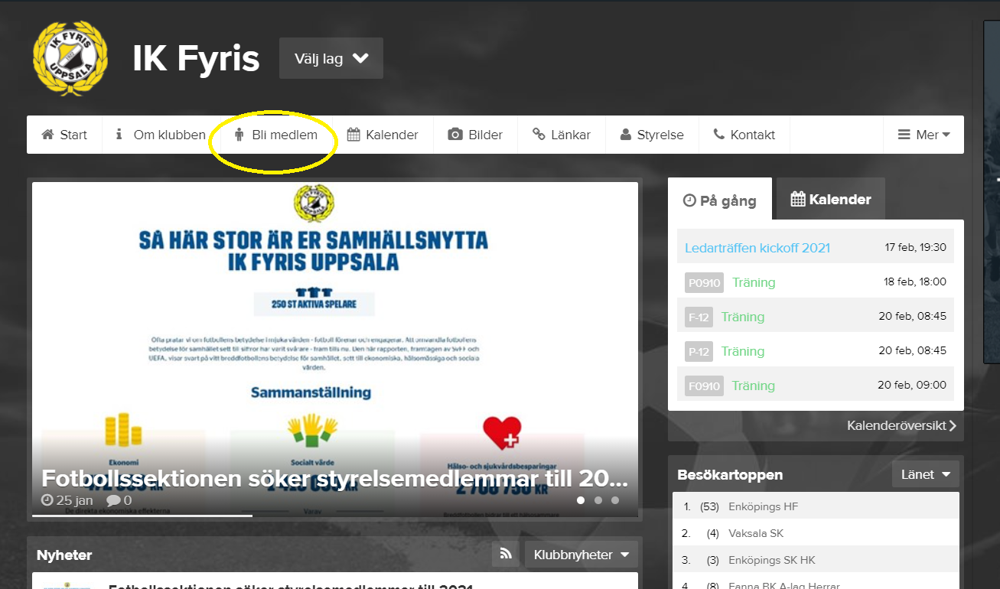 IK FYRIS
1922
UPPSALA
IK Fyris
Välj lag
Start
Om klubben
Bli medlem
Kalender
Bilder
Länkar
Styrelse
Kontakt
Mer
SÅ HÄR STOR ÄR ER SAMHÄLLSNYTTA
IK FYRIS UPPSALA
250 ST AKTIVA SPELARE
Ofta pratar vi om fotbollens betydelse i mjuka värden - fotboll förenar och engagerar. Att omvandla fotbollens
betydelse för samhället sett till siffror har varit svårare - fram tills nu. Den här rapporten, framtagen av SvFF och
UEFA, visar svart på vitt breddfotbollens betydelse för samhället, sett till ekonomiska, hälsomässiga och sociala
värden.
Sammanställning
Ekonomi
Socialt värde
Hälso- och sjukvårdsbesparingar
Fotbollssektionen söker styrelsemedlemmar till 20...
2 700 750 KR
25 jan
0
De direkta ekonomiska effekterna
Varav
På gång
Kalender
Ledarträffen kickoff 2021 17 feb, 19:30
P0910 Träning 18 feb, 18:00
F-12 Träning 20 feb, 08:45
P-12 Träning 20 feb, 08:45
F0910 Träning 20 feb, 09:00
Kalenderöversikt
Besökartoppen
Länet
1. (53) Enköpings HF
2. (4) Vaksala SK
3. (3) Enköpings SK HK
4. (8) Fanna BK A-lag Herrar
Nyheter
Klubbnyheter
Fotbollssektionen söker styrelsemedlemmar till 2021